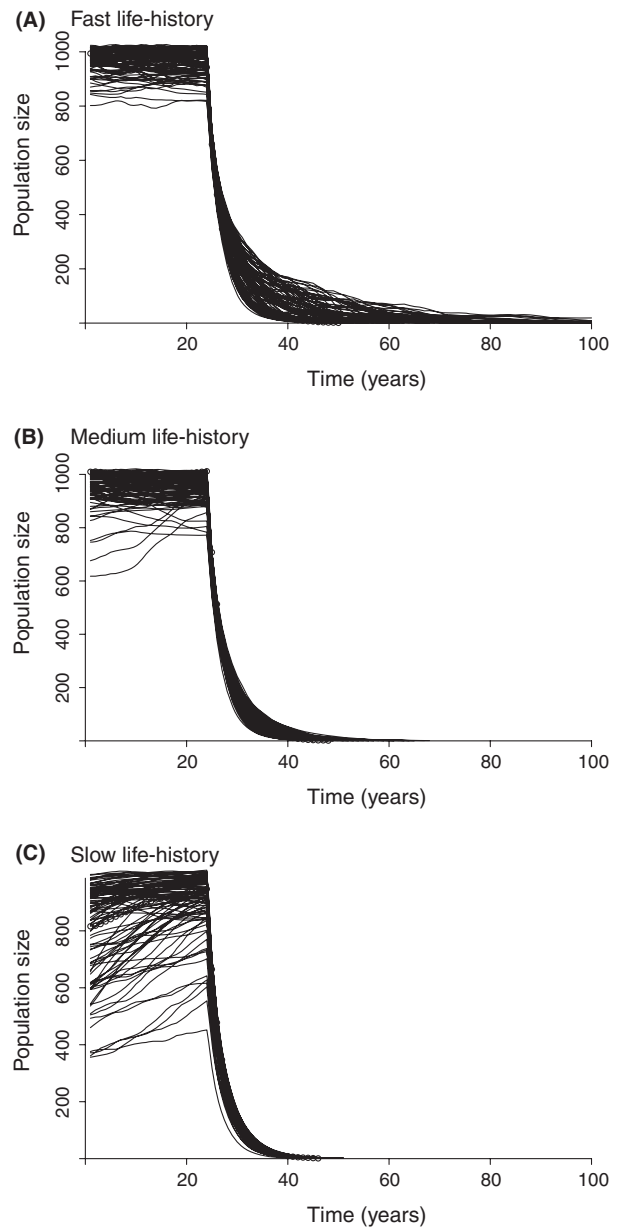 (A) Fast life-history
Population size
1000
800
600
400
200
20 40 60 80 100
Time (years)
(B) Medium life-history
Population size
1000
800
600
400
200
20 40 60 80 100
Time (years)
(C) Slow life-history
Population size
800
600
400
200
20 40 60 80 100
Time (years)